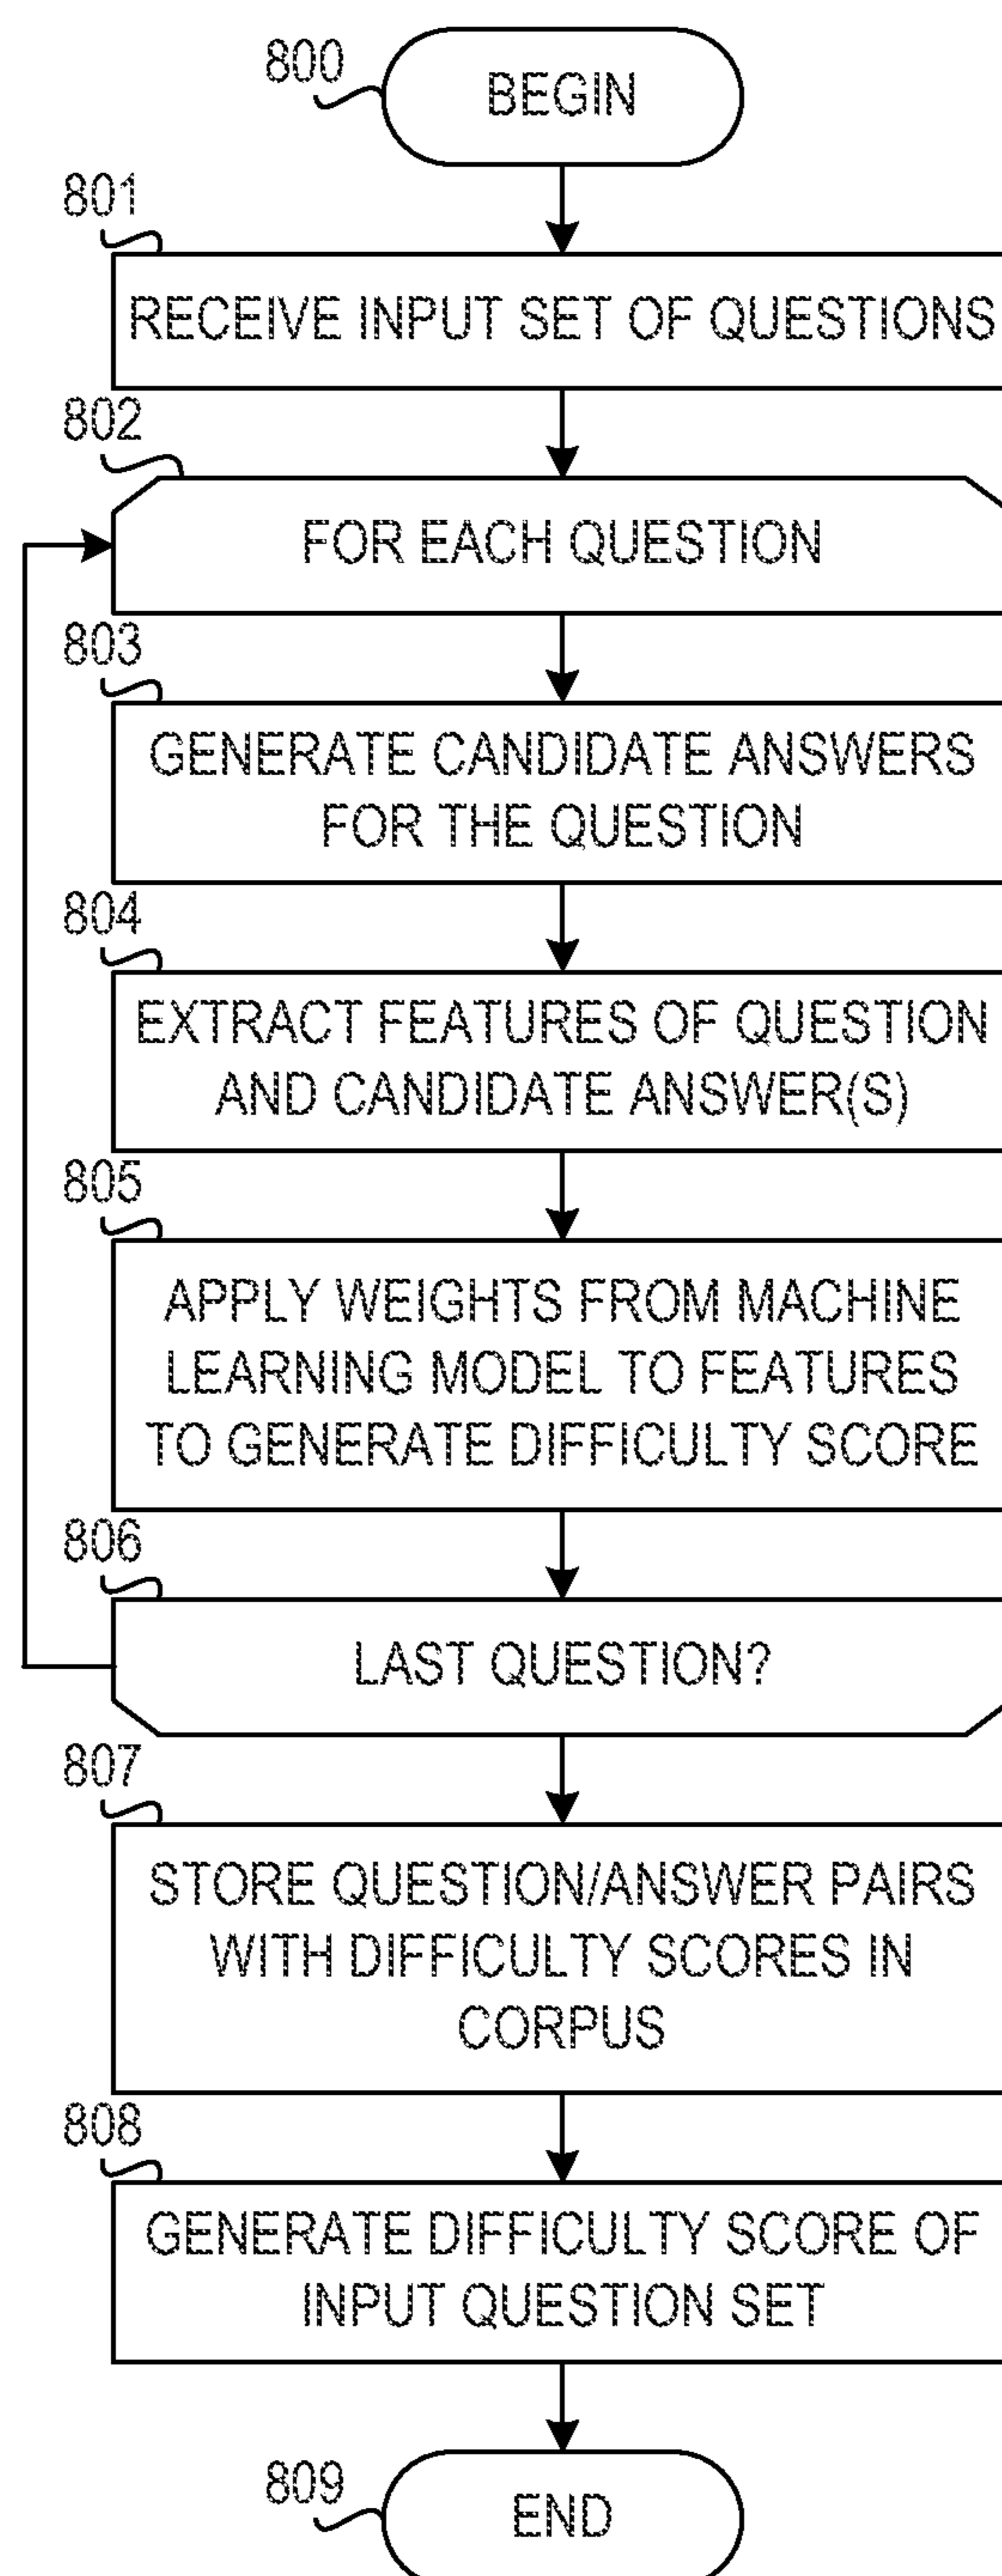 800
BEGIN
801
RECEIVE INPUT SET OF QUESTIONS
802
FOR EACH QUESTION
803
GENERATE CANDIDATE ANSWERS
FOR THE QUESTION
804
EXTRACT FEATURES OF QUESTION
AND CANDIDATE ANSWER(S)
805
APPLY WEIGHTS FROM MACHINE
LEARNING MODEL TO FEATURES
TO GENERATE DIFFICULTY SCORE
806
LAST QUESTION?
807
STORE QUESTION/ANSWER PAIRS
WITH DIFFICULTY SCORES IN
CORPUS
808
GENERATE DIFFICULTY SCORE OF
INPUT QUESTION SET
809
END